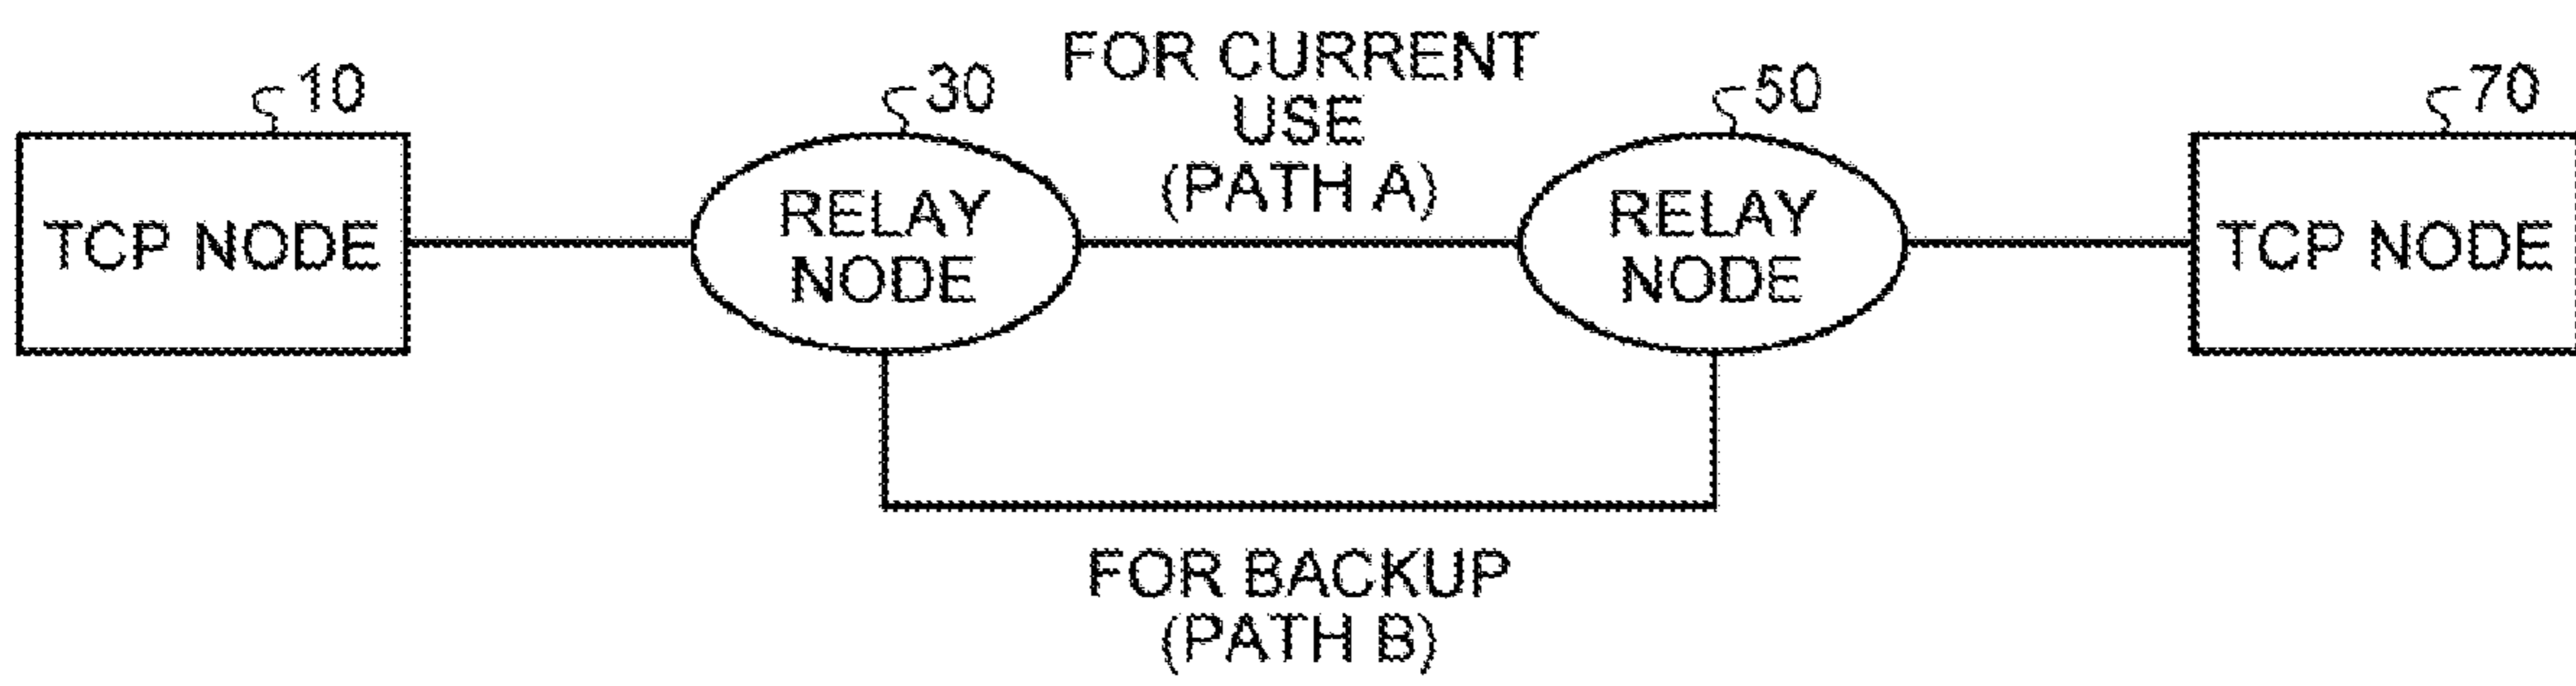 10
30
FOR CURRENT
USE
(PATH A)
50
70
TCP NODE
RELAY
NODE
RELAY
NODE
TCP NODE
FOR BACKUP
(PATH B)